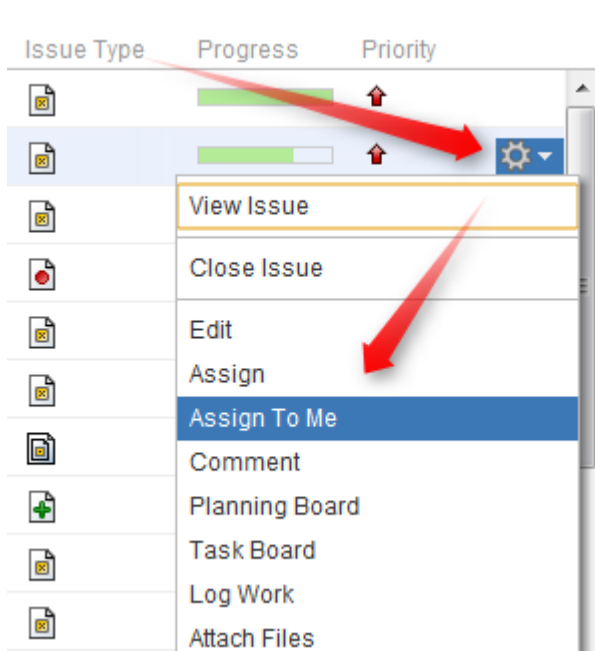 Issue Type Progress Priority
View Issue
Close Issue
Edit
Assign
Assign To Me
Comment
Planning Board
Task Board
Log Work
Attach Files